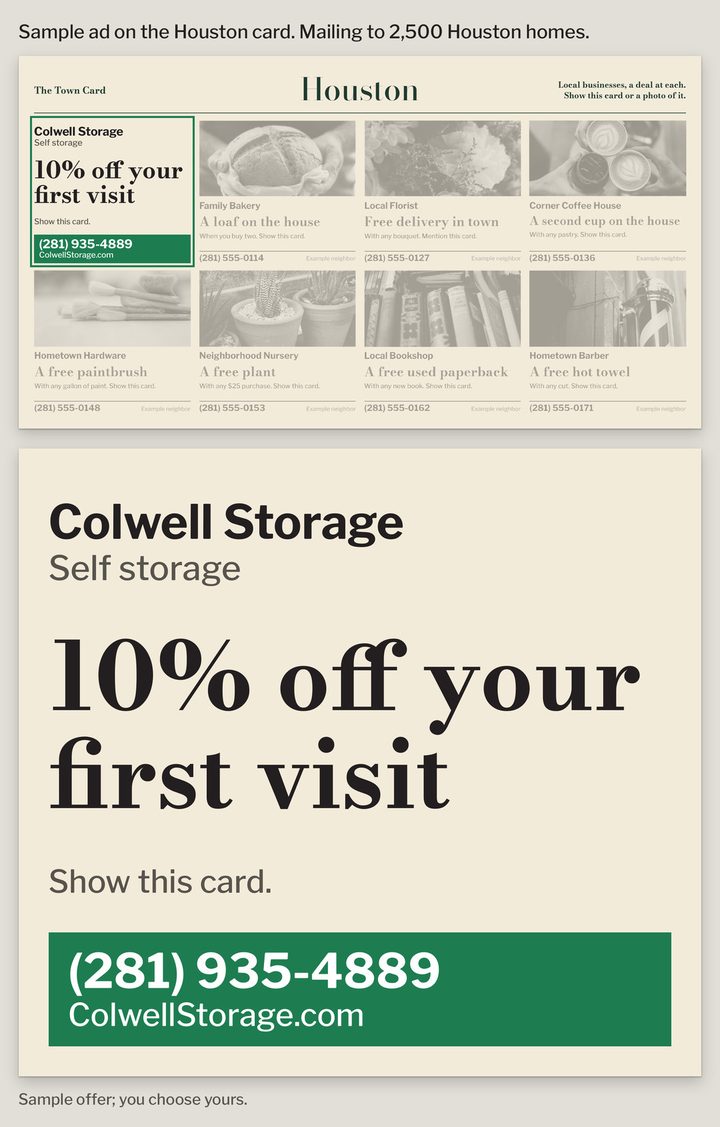 Sample ad on the Houston card. Mailing to 2,500 Houston homes.
The Town Card
Houston
Local businesses, a deal at each.
Show this card or a photo of it.
Colwell Storage
Self storage
10% off your
first visit
Show this card.
(281) 935-4889
ColwellStorage.com
Family Bakery
A loaf on the house
When you buy two. Show this card.
(281) 555-0114
Example neighbor
Local Florist
Free delivery in town
With any bouquet. Mention this card.
(281) 555-0127
Example neighbor
Corner Coffee House
A second cup on the house
With any pastry. Show this card.
(281) 555-0136
Example neighbor
Hometown Hardware
A free paintbrush
With any gallon of paint. Show this card.
(281) 555-0148
Example neighbor
Neighborhood Nursery
A free plant
With any $25 purchase. Show this card.
(281) 555-0153
Example neighbor
Local Bookshop
A free used paperback
With any new book. Show this card.
(281) 555-0162
Example neighbor
Hometown Barber
A free hot towel
With any cut. Show this card.
(281) 555-0171
Example neighbor
Colwell Storage
Self storage
10% off your
first visit
Show this card.
(281) 935-4889
ColwellStorage.com
Sample offer; you choose yours.